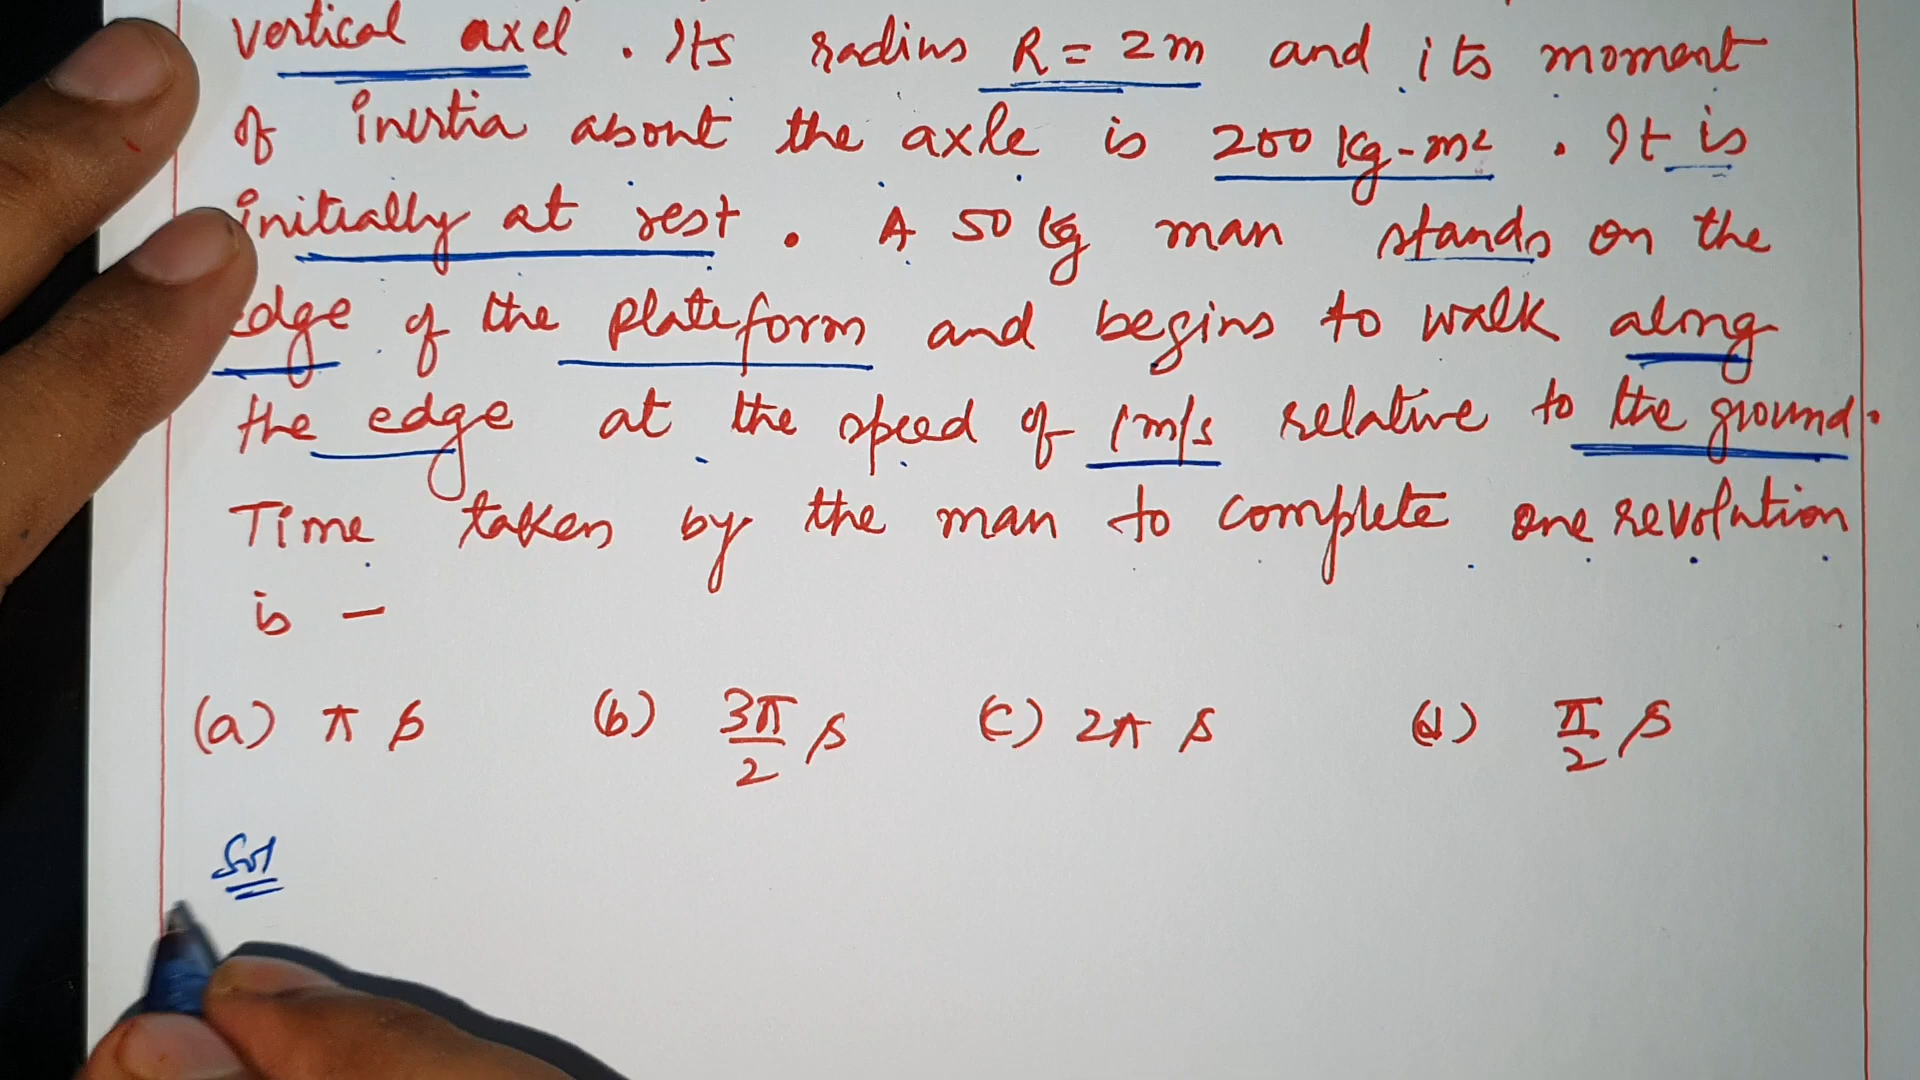 vertical axel. Its radius R = 2m and its moment
of inertia about the axle is 200 kg-m². It is
initially at rest. A 50 kg man stands on the
edge of the plateform and begins to walk along
the edge at the speed of 1m/s relative to the ground.
Time taken by the man to complete one revolution
is —
(a) π s (b) 3π/2 s (c) 2π s (d) π/2 s
Sol